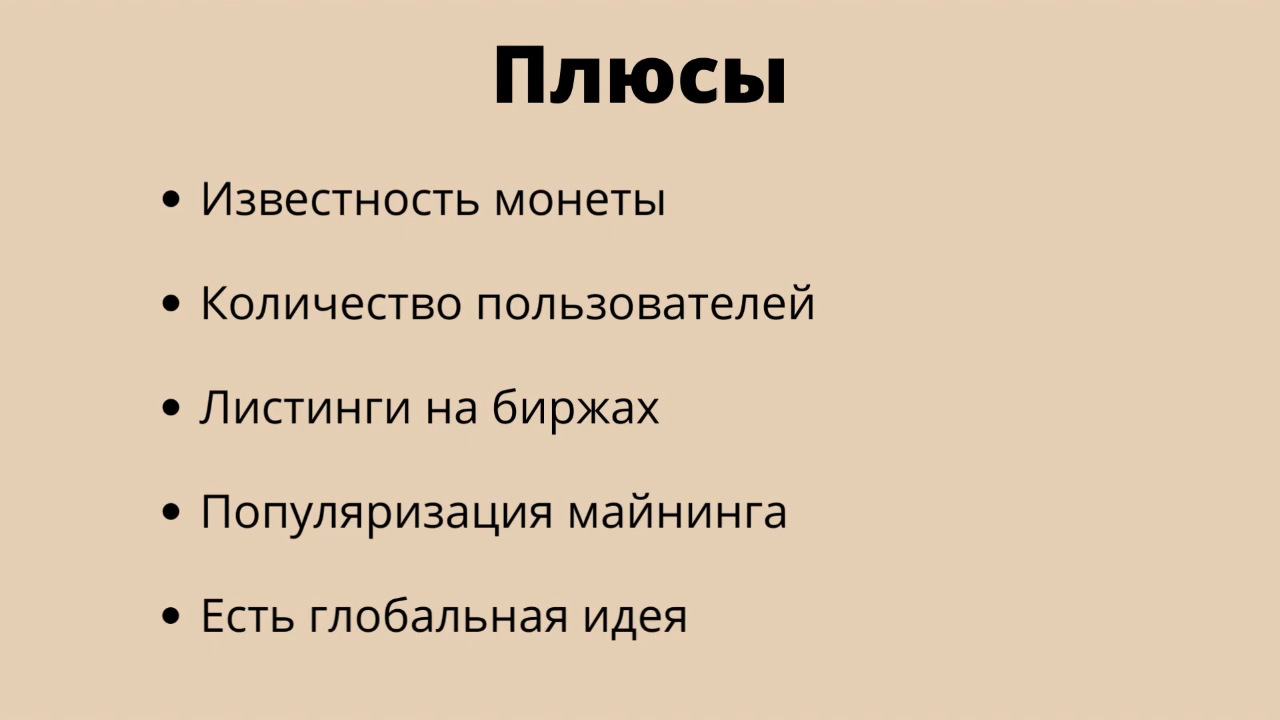 Плюсы
• Известность монеты
• Количество пользователей
• Листинги на биржах
• Популяризация майнинга
• Есть глобальная идея